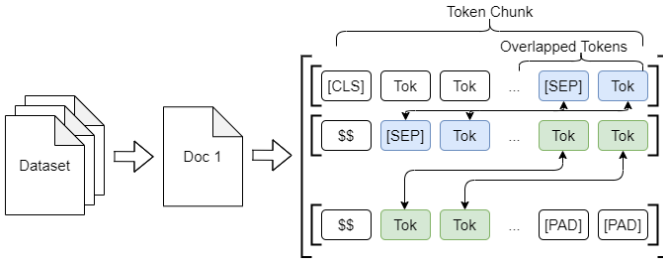 Token Chunk
Overlapped Tokens
[CLS] Tok Tok ... [SEP] Tok
$$ [SEP] Tok ... Tok Tok
Dataset
Doc 1
$$ Tok Tok ... [PAD] [PAD]